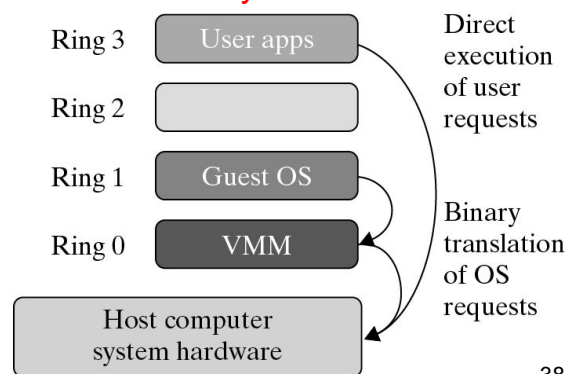 Ring 3
User apps
Direct
execution
of user
requests
Ring 2
Ring 1
Guest OS
Ring 0
VMM
Binary
translation
of OS
requests
Host computer
system hardware
38